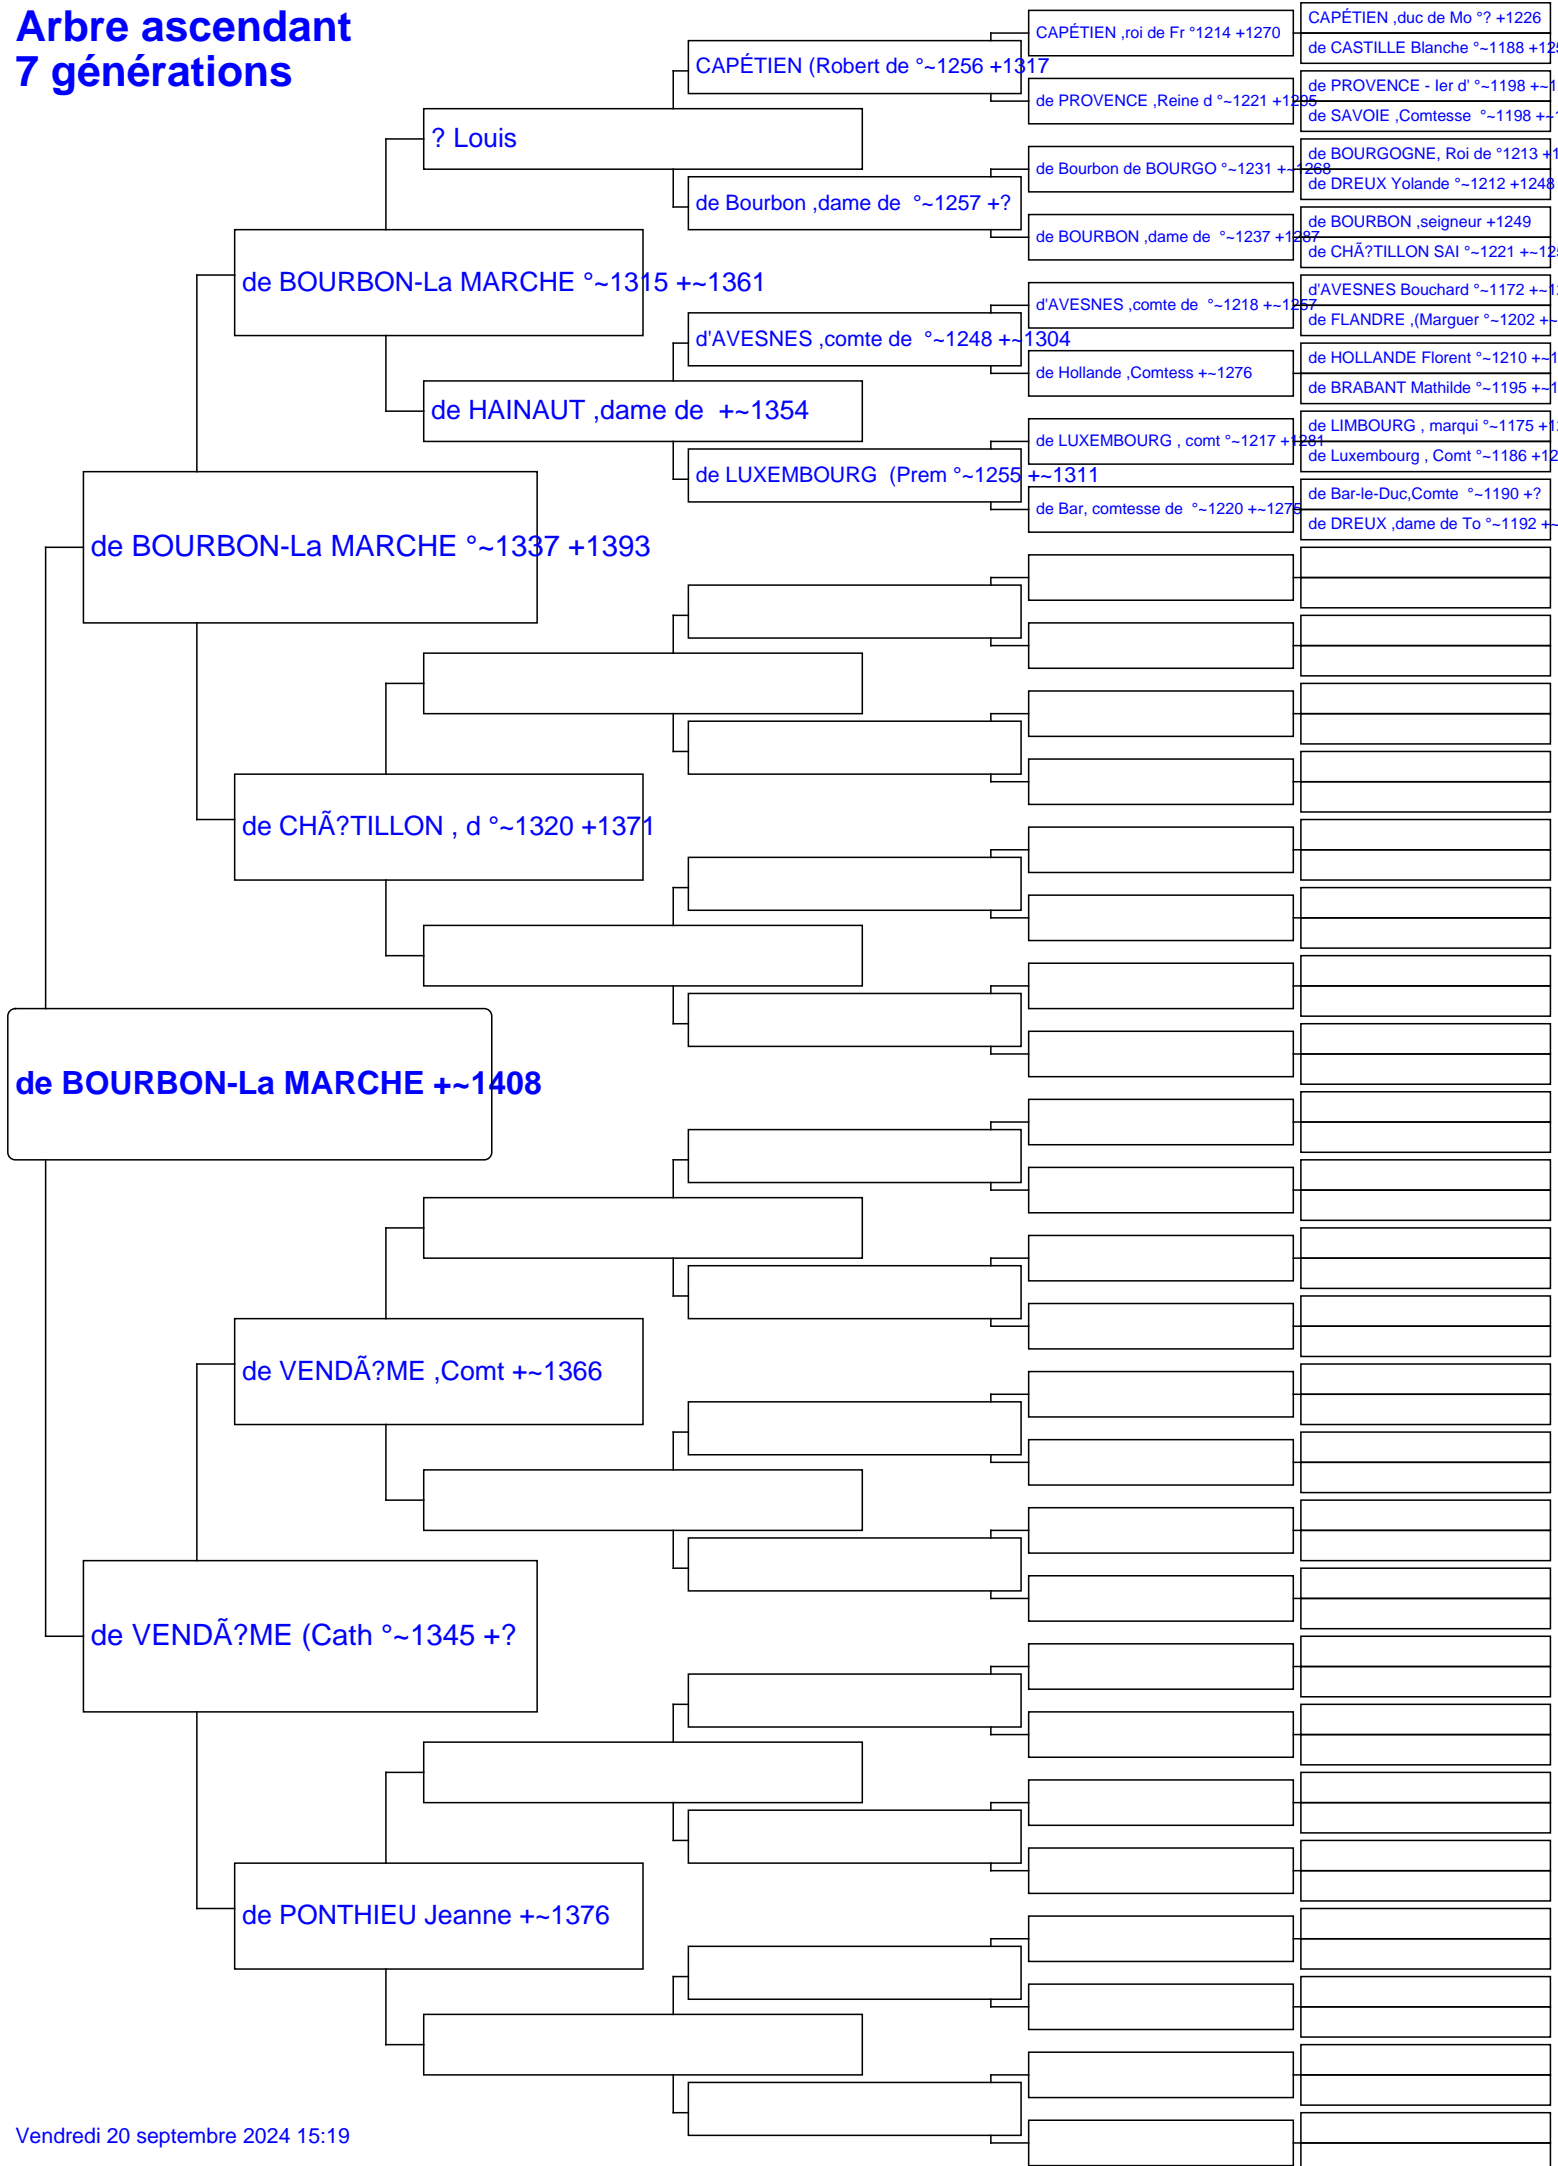 Arbre ascendant
7 générations
CAPÉTIEN ,roi de Fr °1214 +1270
CAPÉTIEN ,duc de Mo °? +1226
de CASTILLE Blanche °~1188 +125
CAPÉTIEN (Robert de °~1256 +1317
de PROVENCE ,Reine d °~1221 +1295
de PROVENCE - Ier d' °~1198 +~1
de SAVOIE ,Comtesse °~1198 +~1
? Louis
de Bourbon de BOURGO °~1231 +~1268
de BOURGOGNE, Roi de °1213 +1
de DREUX Yolande °~1212 +1248
de Bourbon ,dame de °~1257 +?
de BOURBON ,dame de °~1237 +1287
de BOURBON ,seigneur +1249
de CHÃ?TILLON SAI °~1221 +~125
de BOURBON-La MARCHE °~1315 +~1361
d'AVESNES ,comte de °~1218 +~1257
d'AVESNES Bouchard °~1172 +~12
de FLANDRE ,(Marguer °~1202 +~
d'AVESNES ,comte de °~1248 +~1304
de Hollande ,Comtess +~1276
de HOLLANDE Florent °~1210 +~1
de BRABANT Mathilde °~1195 +~1
de HAINAUT ,dame de +~1354
de LUXEMBOURG , comt °~1217 +1281
de LIMBOURG , marqui °~1175 +12
de Luxembourg , Comt °~1186 +12
de LUXEMBOURG (Prem °~1255 +~1311
de Bar, comtesse de °~1220 +~1275
de Bar-le-Duc,Comte °~1190 +?
de DREUX ,dame de To °~1192 +~
de BOURBON-La MARCHE °~1337 +1393
de CHÃ?TILLON , d °~1320 +1371
de BOURBON-La MARCHE +~1408
de VENDÃ?ME ,Comt +~1366
de VENDÃ?ME (Cath °~1345 +?
de PONTHIEU Jeanne +~1376
Vendredi 20 septembre 2024 15:19